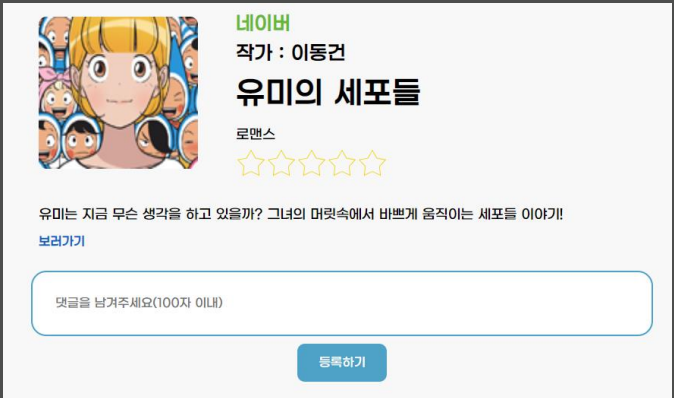 네이버
작가 : 이동건
유미의 세포들
로맨스
유미는 지금 무슨 생각을 하고 있을까? 그녀의 머릿속에서 바쁘게 움직이는 세포들 이야기!
보러가기
댓글을 남겨주세요(100자 이내)
등록하기